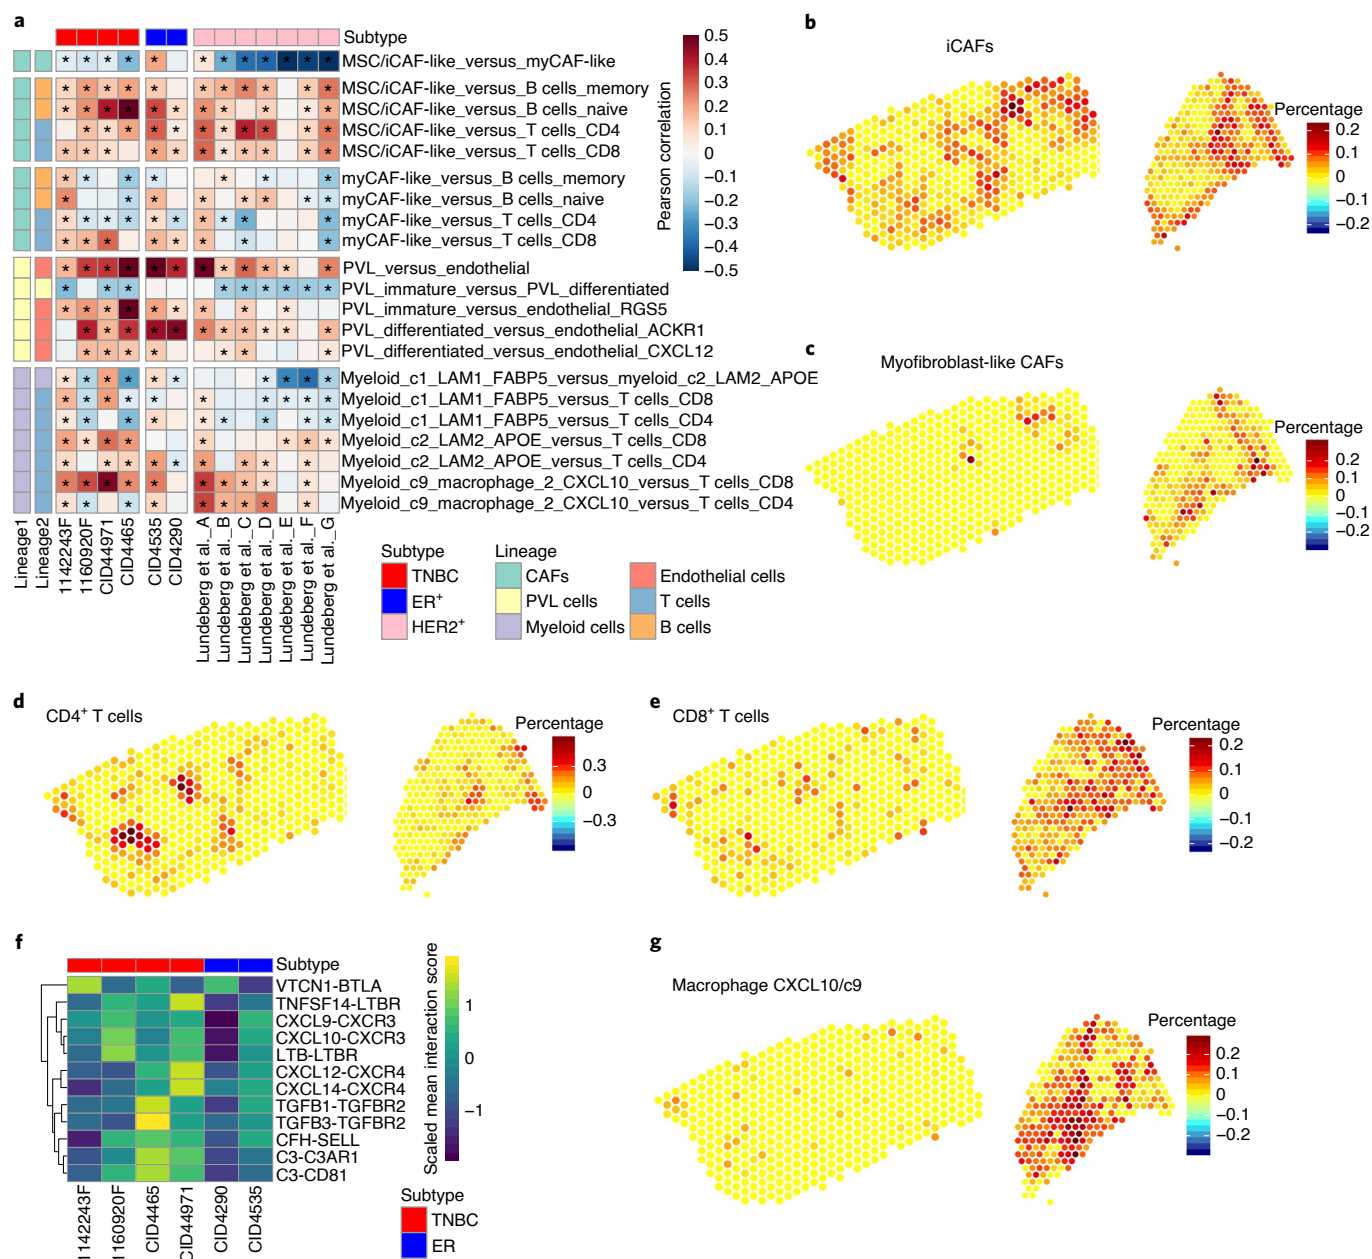 a
Subtype
MSC/iCAF-like_versus_myCAF-like
MSC/iCAF-like_versus_B cells_memory
MSC/iCAF-like_versus_B cells_naive
MSC/iCAF-like_versus_T cells_CD4
MSC/iCAF-like_versus_T cells_CD8
myCAF-like_versus_B cells_memory
myCAF-like_versus_B cells_naive
myCAF-like_versus_T cells_CD4
myCAF-like_versus_T cells_CD8
PVL_versus_endothelial
PVL_immature_versus_PVL_differentiated
PVL_immature_versus_endothelial_RGS5
PVL_differentiated_versus_endothelial_ACKR1
PVL_differentiated_versus_endothelial_CXCL12
Myeloid_c1_LAM1_FABP5_versus_myeloid_c2_LAM2_APOE
Myeloid_c1_LAM1_FABP5_versus_T cells_CD8
Myeloid_c1_LAM1_FABP5_versus_T cells_CD4
Myeloid_c2_LAM2_APOE_versus_T cells_CD8
Myeloid_c2_LAM2_APOE_versus_T cells_CD4
Myeloid_c9_macrophage_2_CXCL10_versus_T cells_CD8
Myeloid_c9_macrophage_2_CXCL10_versus_T cells_CD4
Lineage1
Lineage2
1142243F
1160920F
CID44971
CID4465
CID4535
CID4290
Lundeberg et al._A
Lundeberg et al._B
Lundeberg et al._C
Lundeberg et al._D
Lundeberg et al._E
Lundeberg et al._F
Lundeberg et al._G
Pearson correlation
0.5
0.4
0.3
0.2
0.1
0
−0.1
−0.2
−0.3
−0.4
−0.5
Subtype
TNBC
ER+
HER2+
Lineage
CAFs
PVL cells
Myeloid cells
Endothelial cells
T cells
B cells
b
iCAFs
Percentage
0.2
0.1
0
−0.1
−0.2
c
Myofibroblast-like CAFs
Percentage
0.2
0.1
0
−0.1
−0.2
d
CD4+ T cells
Percentage
0.3
0
−0.3
e
CD8+ T cells
Percentage
0.2
0.1
0
−0.1
−0.2
f
Subtype
VTCN1-BTLA
TNFSF14-LTBR
CXCL9-CXCR3
CXCL10-CXCR3
LTB-LTBR
CXCL12-CXCR4
CXCL14-CXCR4
TGFB1-TGFBR2
TGFB3-TGFBR2
CFH-SELL
C3-C3AR1
C3-CD81
1142243F
1160920F
CID4465
CID44971
CID4290
CID4535
Scaled mean interaction score
1
0
−1
Subtype
TNBC
ER
g
Macrophage CXCL10/c9
Percentage
0.2
0.1
0
−0.1
−0.2